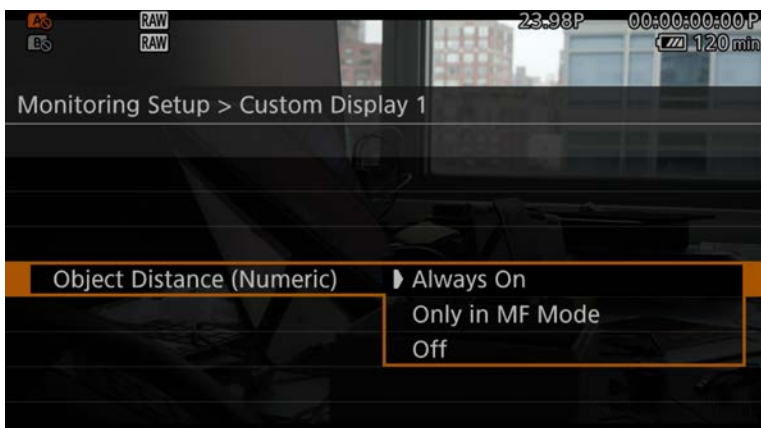 A RAW 23.98P 00:00:00:00 P
B RAW 120 min
Monitoring Setup > Custom Display 1
Object Distance (Numeric) Always On
Only in MF Mode
Off